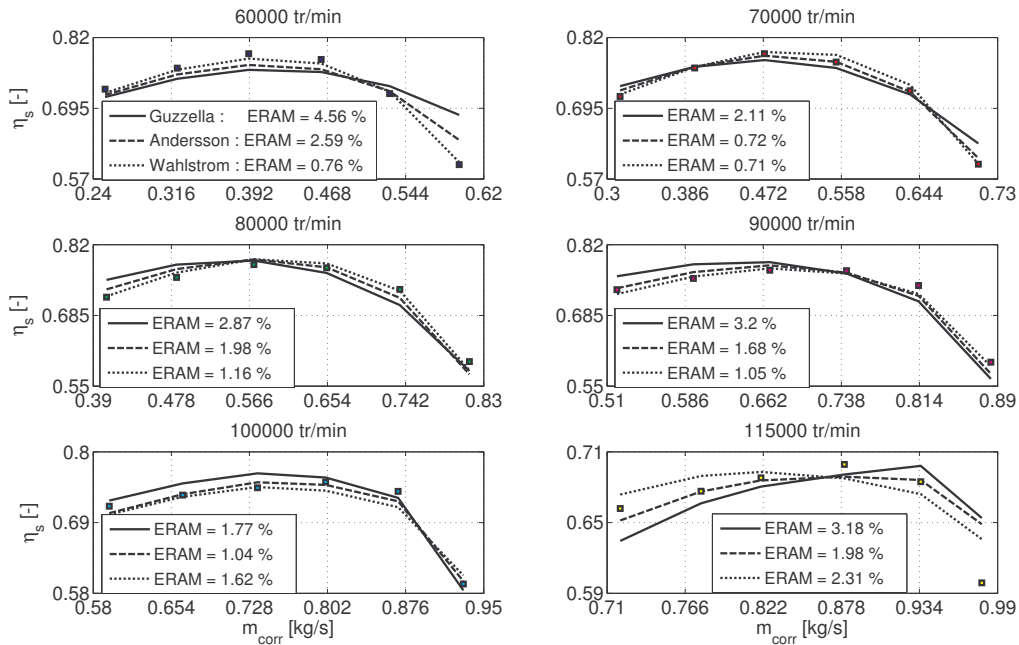 60000 tr/min
0.82
0.695
0.57
η_s [-]
Guzzella : ERAM = 4.56 %
Andersson : ERAM = 2.59 %
Wahlstrom : ERAM = 0.76 %
0.24 0.316 0.392 0.468 0.544 0.62
70000 tr/min
0.82
0.695
0.57
ERAM = 2.11 %
ERAM = 0.72 %
ERAM = 0.71 %
0.3 0.386 0.472 0.558 0.644 0.73
80000 tr/min
0.82
0.685
0.55
η_s [-]
ERAM = 2.87 %
ERAM = 1.98 %
ERAM = 1.16 %
0.39 0.478 0.566 0.654 0.742 0.83
90000 tr/min
0.82
0.685
0.55
ERAM = 3.2 %
ERAM = 1.68 %
ERAM = 1.05 %
0.51 0.586 0.662 0.738 0.814 0.89
100000 tr/min
0.8
0.69
0.58
η_s [-]
ERAM = 1.77 %
ERAM = 1.04 %
ERAM = 1.62 %
0.58 0.654 0.728 0.802 0.876 0.95
m_corr [kg/s]
115000 tr/min
0.71
0.65
0.59
ERAM = 3.18 %
ERAM = 1.98 %
ERAM = 2.31 %
0.71 0.766 0.822 0.878 0.934 0.99
m_corr [kg/s]